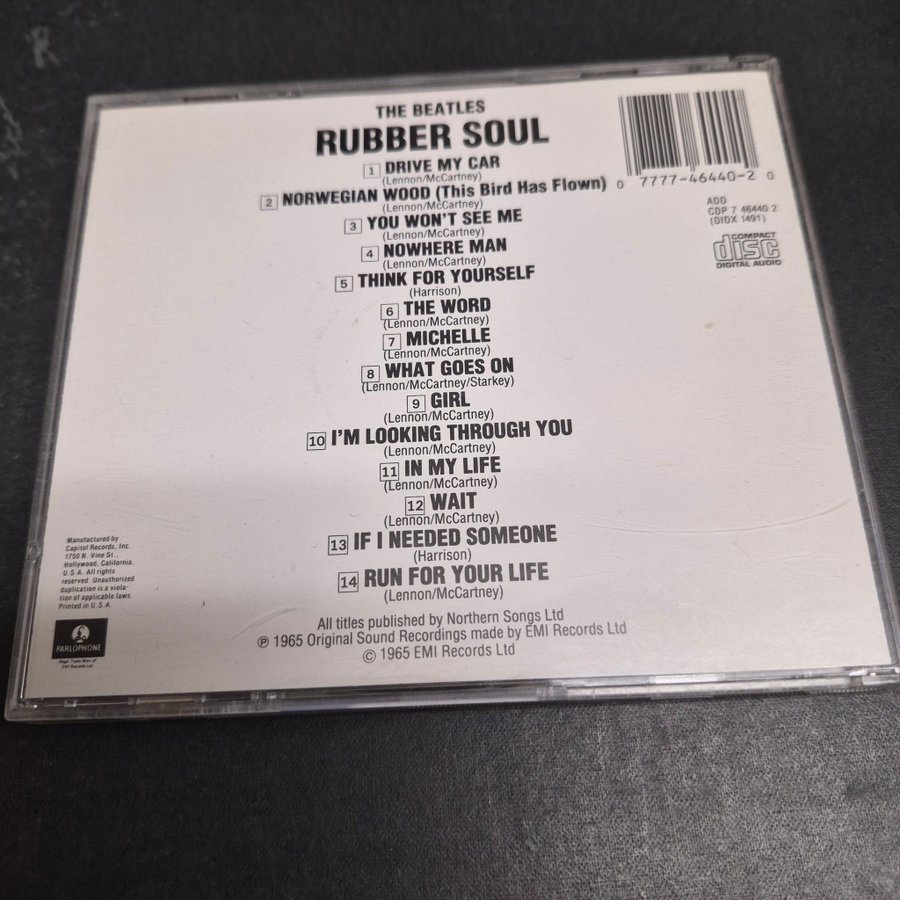 THE BEATLES
RUBBER SOUL
1 DRIVE MY CAR
(Lennon/McCartney)
2 NORWEGIAN WOOD (This Bird Has Flown)
(Lennon/McCartney)
3 YOU WON'T SEE ME
(Lennon/McCartney)
4 NOWHERE MAN
(Lennon/McCartney)
5 THINK FOR YOURSELF
(Harrison)
6 THE WORD
(Lennon/McCartney)
7 MICHELLE
(Lennon/McCartney)
8 WHAT GOES ON
(Lennon/McCartney/Starkey)
9 GIRL
(Lennon/McCartney)
10 I'M LOOKING THROUGH YOU
(Lennon/McCartney)
11 IN MY LIFE
(Lennon/McCartney)
12 WAIT
(Lennon/McCartney)
13 IF I NEEDED SOMEONE
(Harrison)
14 RUN FOR YOUR LIFE
(Lennon/McCartney)
All titles published by Northern Songs Ltd
℗ 1965 Original Sound Recordings made by EMI Records Ltd
© 1965 EMI Records Ltd
0 7777-46440-2 0
ADD
CDP 7 46440 2
(DIDX 1491)
COMPACT
disc
DIGITAL AUDIO
Manufactured by
Capitol Records, Inc.
1750 N. Vine St.,
Hollywood, California,
U.S.A. All rights
reserved. Unauthorized
duplication is a viola-
tion of applicable laws.
Printed in U.S.A.
PARLOPHONE
Regd. Trade Mark of
EMI Records Ltd